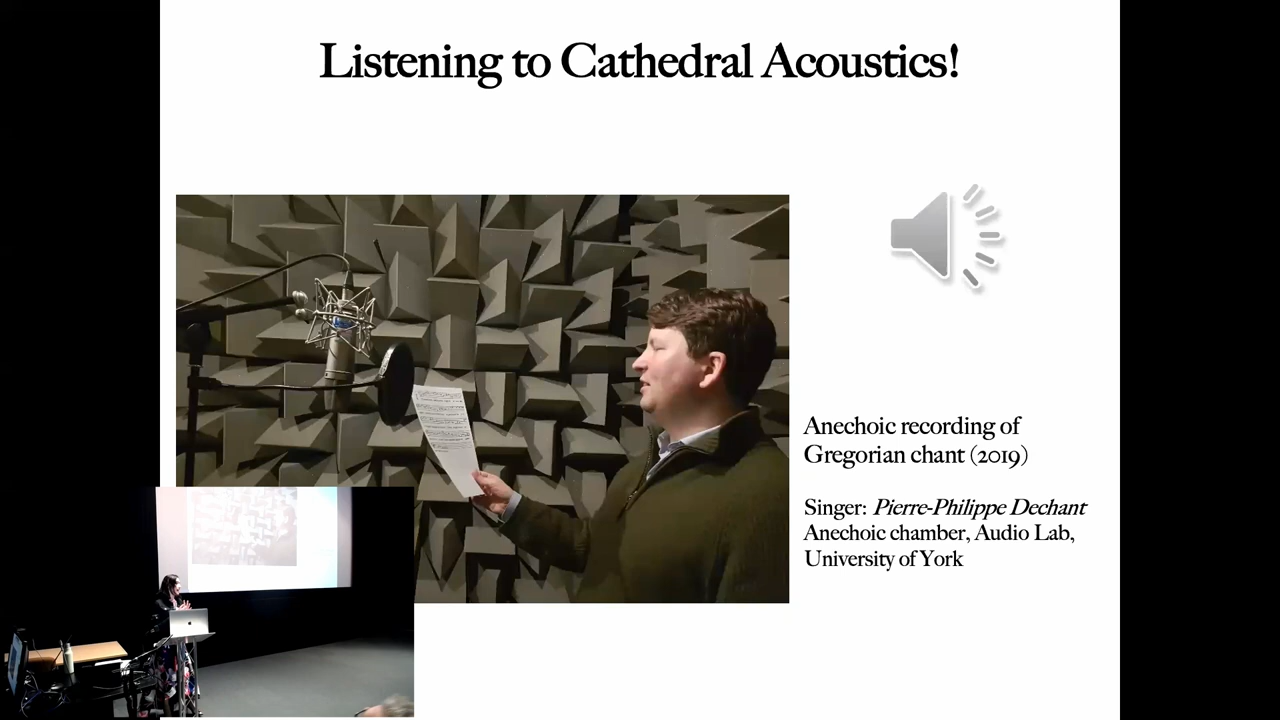 Listening to Cathedral Acoustics!
Anechoic recording of
Gregorian chant (2019)
Singer: Pierre-Philippe Dechant
Anechoic chamber, Audio Lab,
University of York